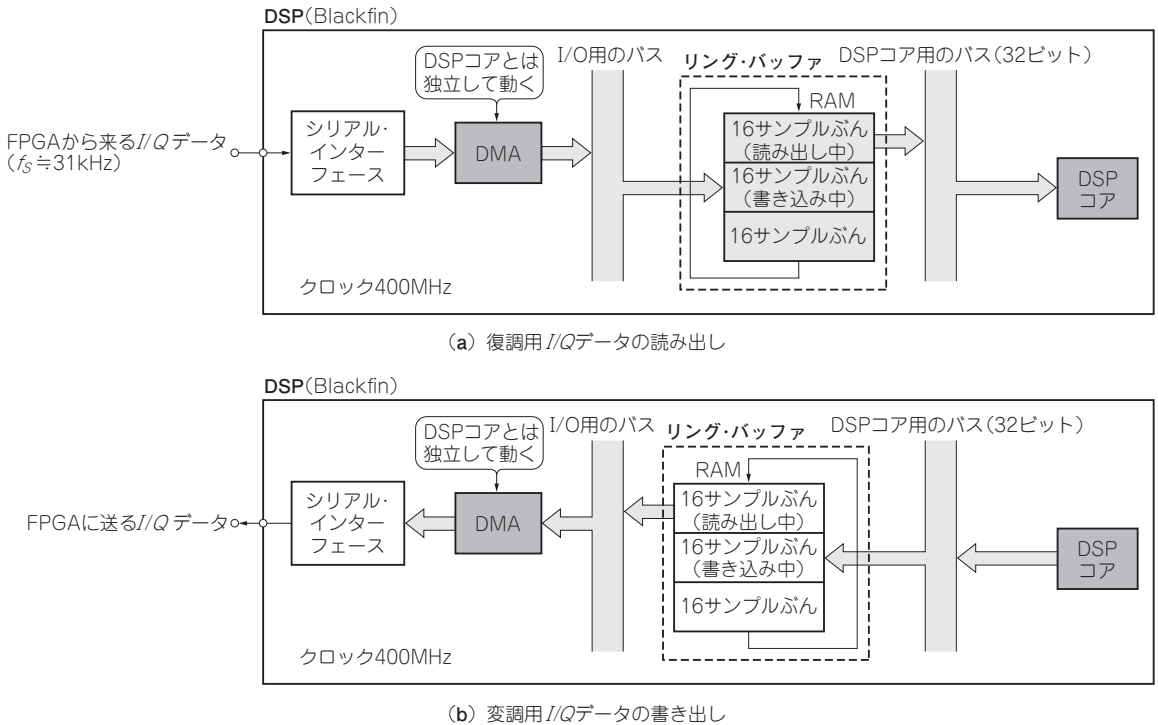 DSP(Blackfin)
DSPコアとは
独立して動く
I/O用のバス
リング・バッファ
DSPコア用のバス(32ビット)
RAM
FPGAから来るI/Qデータ
(fS≒31kHz)
シリアル・
インター
フェース
DMA
16サンプルぶん
(読み出し中)
16サンプルぶん
(書き込み中)
16サンプルぶん
DSP
コア
クロック400MHz
(a) 復調用I/Qデータの読み出し
DSP(Blackfin)
DSPコアとは
独立して動く
I/O用のバス
リング・バッファ
DSPコア用のバス(32ビット)
RAM
FPGAに送るI/Qデータ
シリアル・
インター
フェース
DMA
16サンプルぶん
(読み出し中)
16サンプルぶん
(書き込み中)
16サンプルぶん
DSP
コア
クロック400MHz
(b) 変調用I/Qデータの書き出し